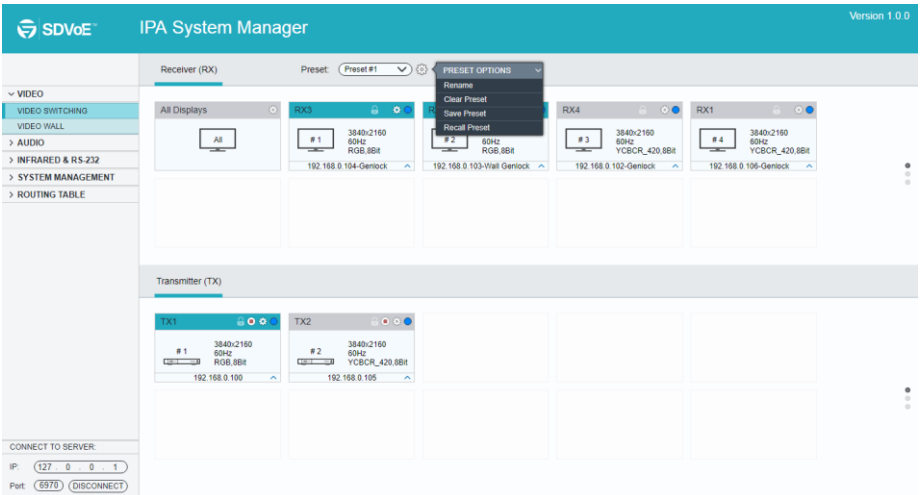 SDVoE™
IPA System Manager
Version 1.0.0
Receiver (RX)
Preset: Preset#1
PRESET OPTIONS
Rename
Clear Preset
Save Preset
Recall Preset
VIDEO
VIDEO SWITCHING
VIDEO WALL
> AUDIO
> INFRARED & RS-232
> SYSTEM MANAGEMENT
> ROUTING TABLE
All Displays
All
RX3
# 1
3840x2160
60Hz
RGB,8Bit
192.168.0.104-Genlock
# 2
60Hz
RGB,8Bit
192.168.0.103-Wall Genlock
RX4
# 3
3840x2160
60Hz
YCBCR_420,8Bit
192.168.0.102-Genlock
RX1
# 4
3840x2160
60Hz
YCBCR_420,8Bit
192.168.0.106-Genlock
Transmitter (TX)
TX1
# 1
3840x2160
60Hz
RGB,8Bit
192.168.0.100
TX2
# 2
3840x2160
60Hz
YCBCR_420,8Bit
192.168.0.105
CONNECT TO SERVER:
IP: 127 . 0 . 0 . 1
Port: 6970 DISCONNECT